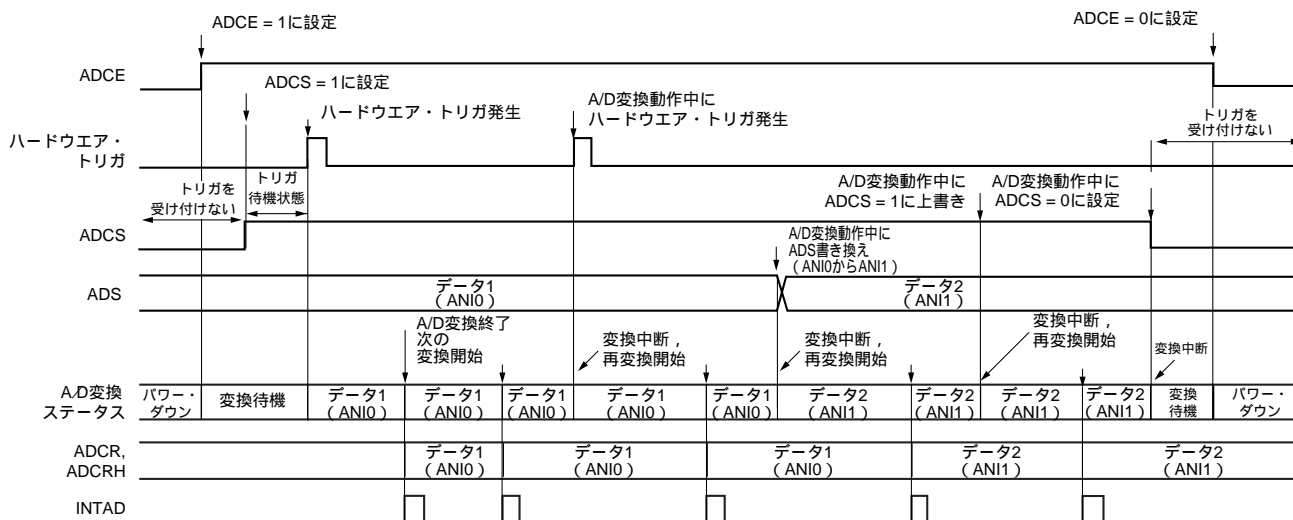 ADCE = 1に設定
ADCE = 0に設定
ADCE
ADCS = 1に設定
ハードウエア・トリガ発生
A/D変換動作中に
ハードウエア・トリガ発生
トリガを
受け付けない
ハードウエア・
トリガ
トリガを
受け付けない
トリガ
待機状態
A/D変換動作中に
ADCS = 1に上書き
A/D変換動作中に
ADCS = 0に設定
ADCS
A/D変換動作中に
ADS書き換え
（ANI0からANI1）
ADS
データ1
（ANI0）
データ2
（ANI1）
A/D変換終了
次の
変換開始
変換中断，
再変換開始
変換中断，
再変換開始
変換中断，
再変換開始
変換中断
A/D変換
ステータス
パワー・
ダウン
変換待機
データ1
（ANI0）
データ1
（ANI0）
データ1
（ANI0）
データ1
（ANI0）
データ1
（ANI0）
データ2
（ANI1）
データ2
（ANI1）
データ2
（ANI1）
データ2
（ANI1）
変換
待機
パワー・
ダウン
ADCR,
ADCRH
データ1
（ANI0）
データ1
（ANI0）
データ1
（ANI0）
データ2
（ANI1）
データ2
（ANI1）
INTAD